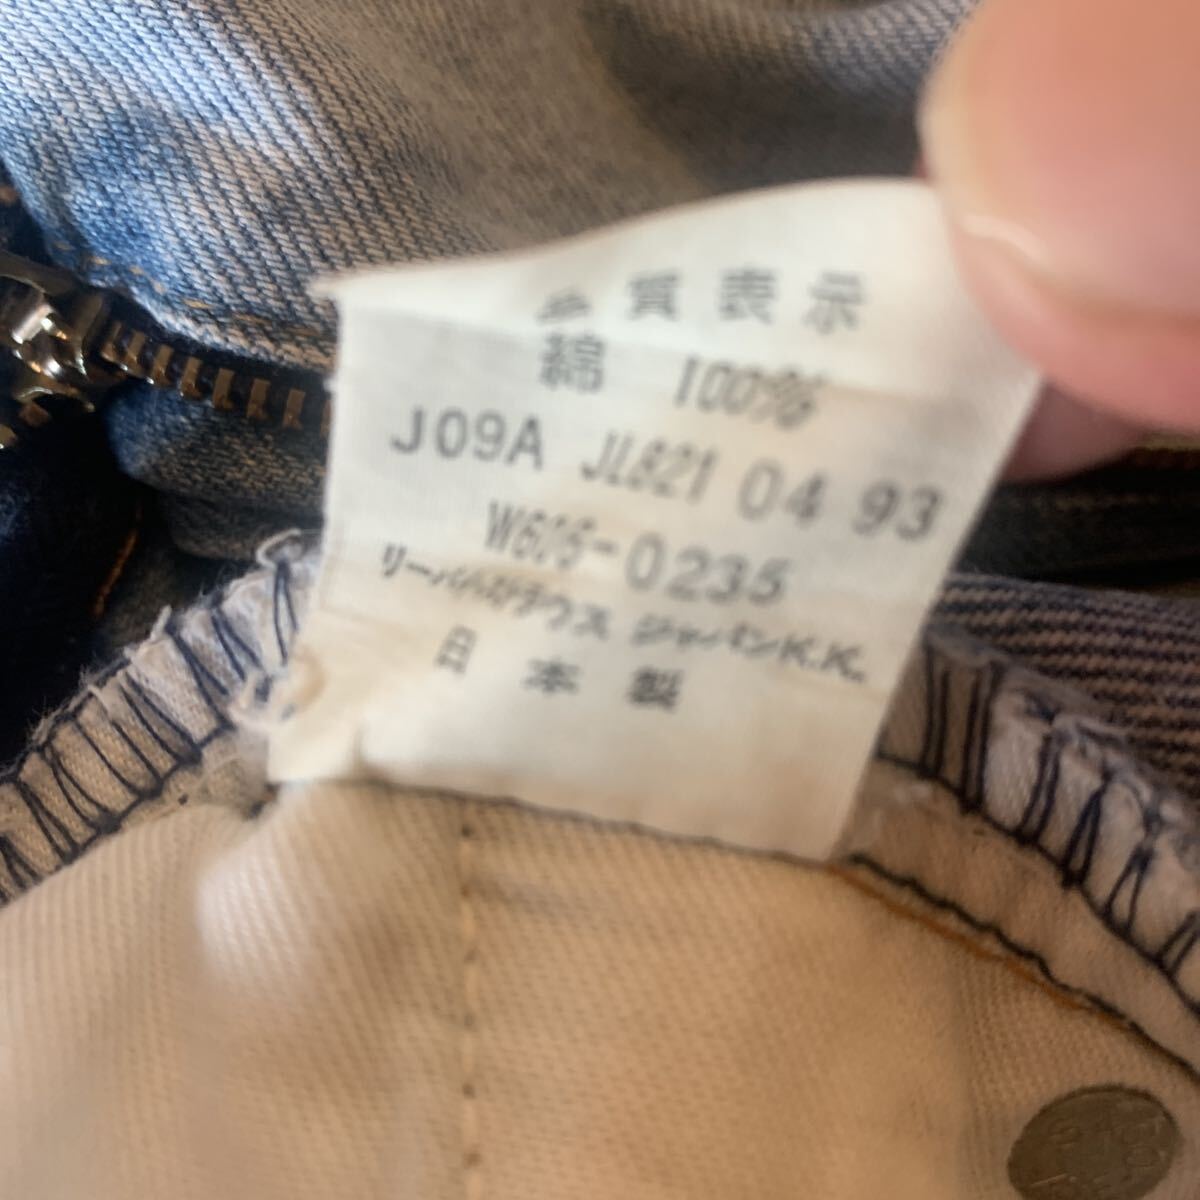 質表示
綿 100%
J09A JL821 04 93
W606-0235
リーバイストラウス ジャパンK.K.
日本製